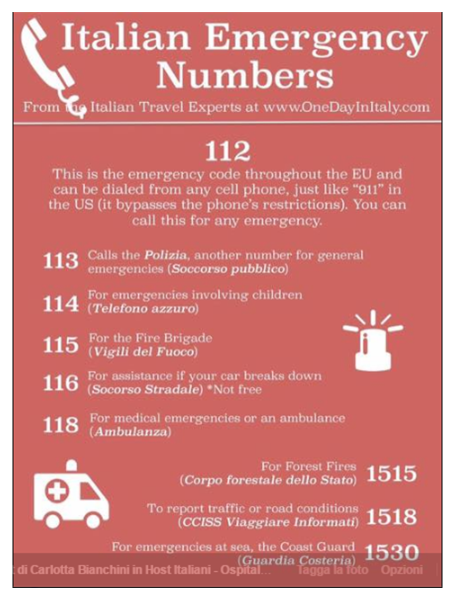 Italian Emergency
Numbers
From the Italian Travel Experts at www.OneDayInItaly.com
112
This is the emergency code throughout the EU and
can be dialed from any cell phone, just like "911" in
the US (it bypasses the phone's restrictions). You can
call this for any emergency.
113 Calls the Polizia, another number for general
emergencies (Soccorso pubblico)
114 For emergencies involving children
(Telefono azzuro)
115 For the Fire Brigade
(Vigili del Fuoco)
116 For assistance if your car breaks down
(Socorso Stradale) *Not free
118 For medical emergencies or an ambulance
(Ambulanza)
For Forest Fires
(Corpo forestale dello Stato) 1515
To report traffic or road conditions
(CCISS Viaggiare Informati) 1518
For emergencies at sea, the Coast Guard
(Guardia Costeria) 1530
di Carlotta Bianchini in Host Italiani - Ospital... Tagga la foto Opzioni